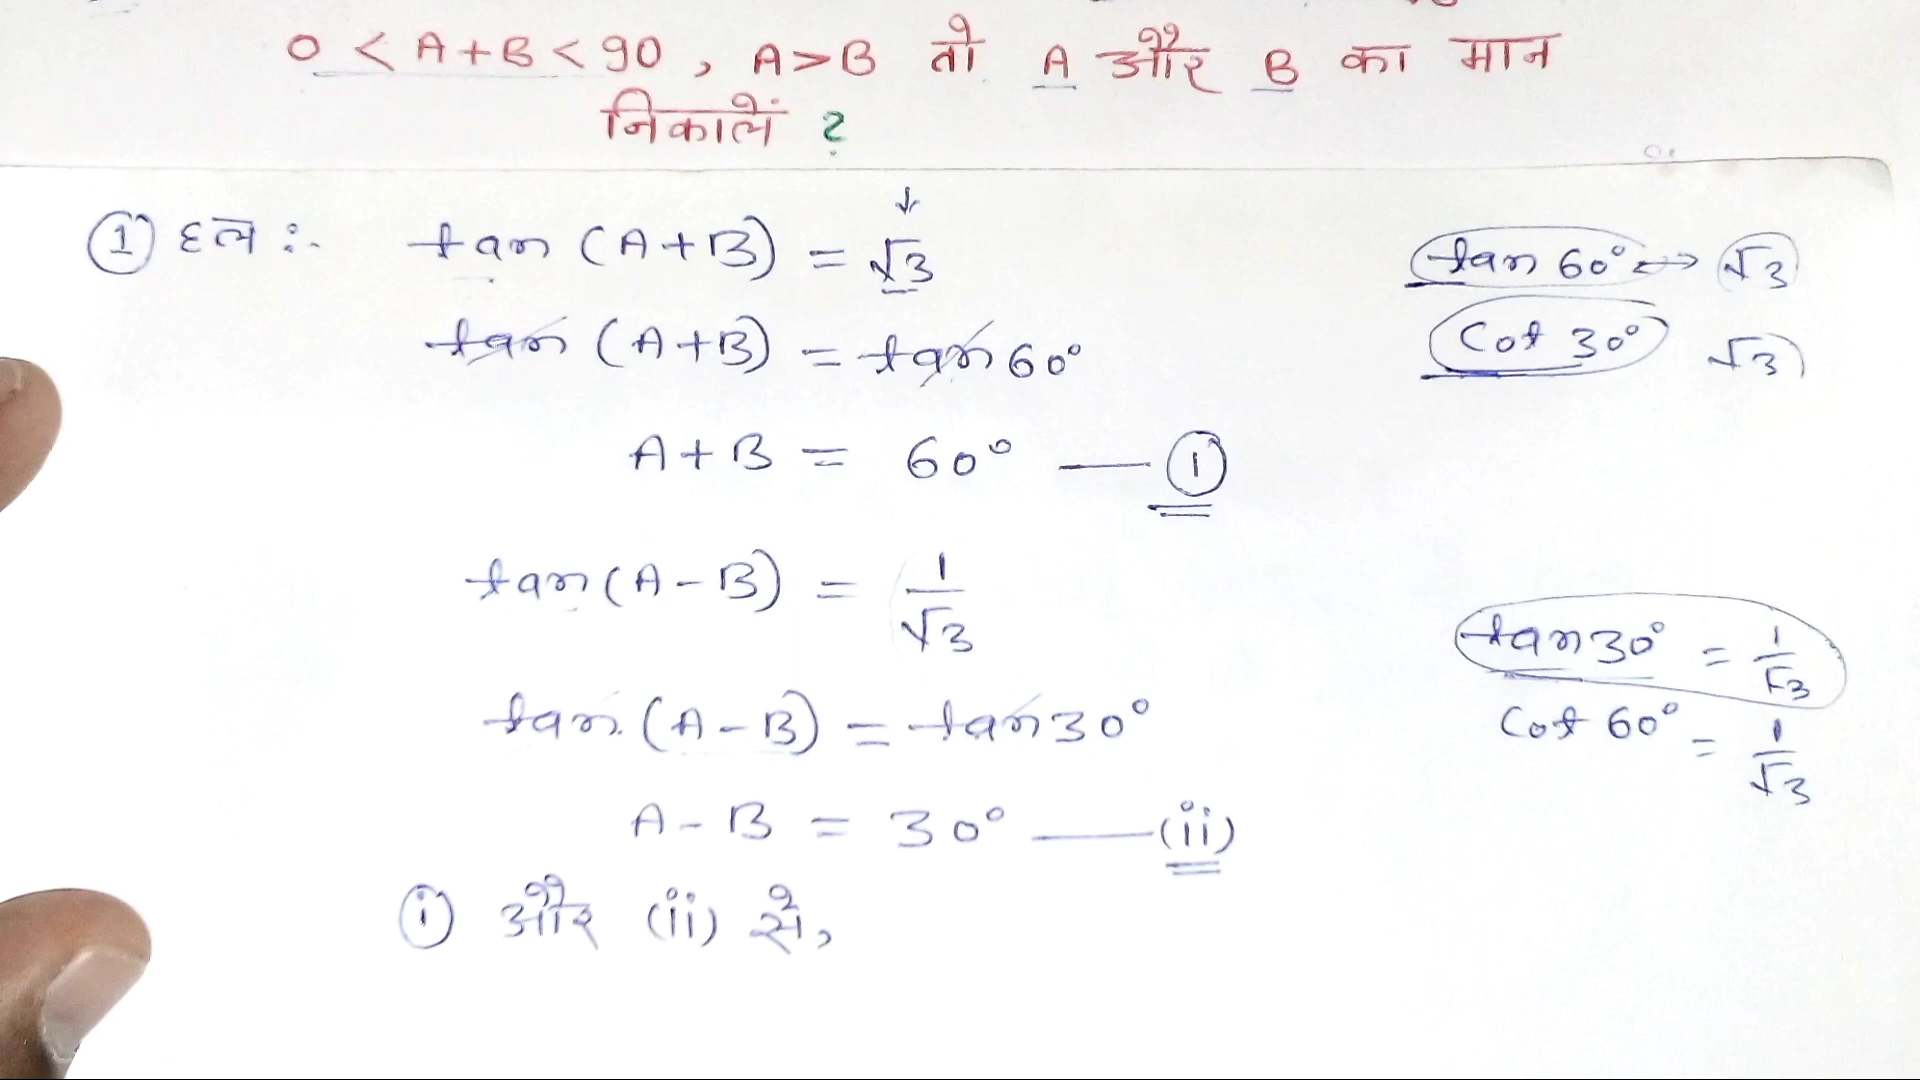 0 < A+B < 90, A>B तो A और B का मान
निकालें ?
① हल :- tan (A+B) = √3
tan 60° ↔ √3
tan (A+B) = tan 60°
Cot 30° √3
A+B = 60° — ①
tan (A-B) = 1/√3
tan 30° = 1/√3
tan (A-B) = tan 30°
Cot 60° = 1/√3
A-B = 30° — (ii)
ⓘ और (ii) से,